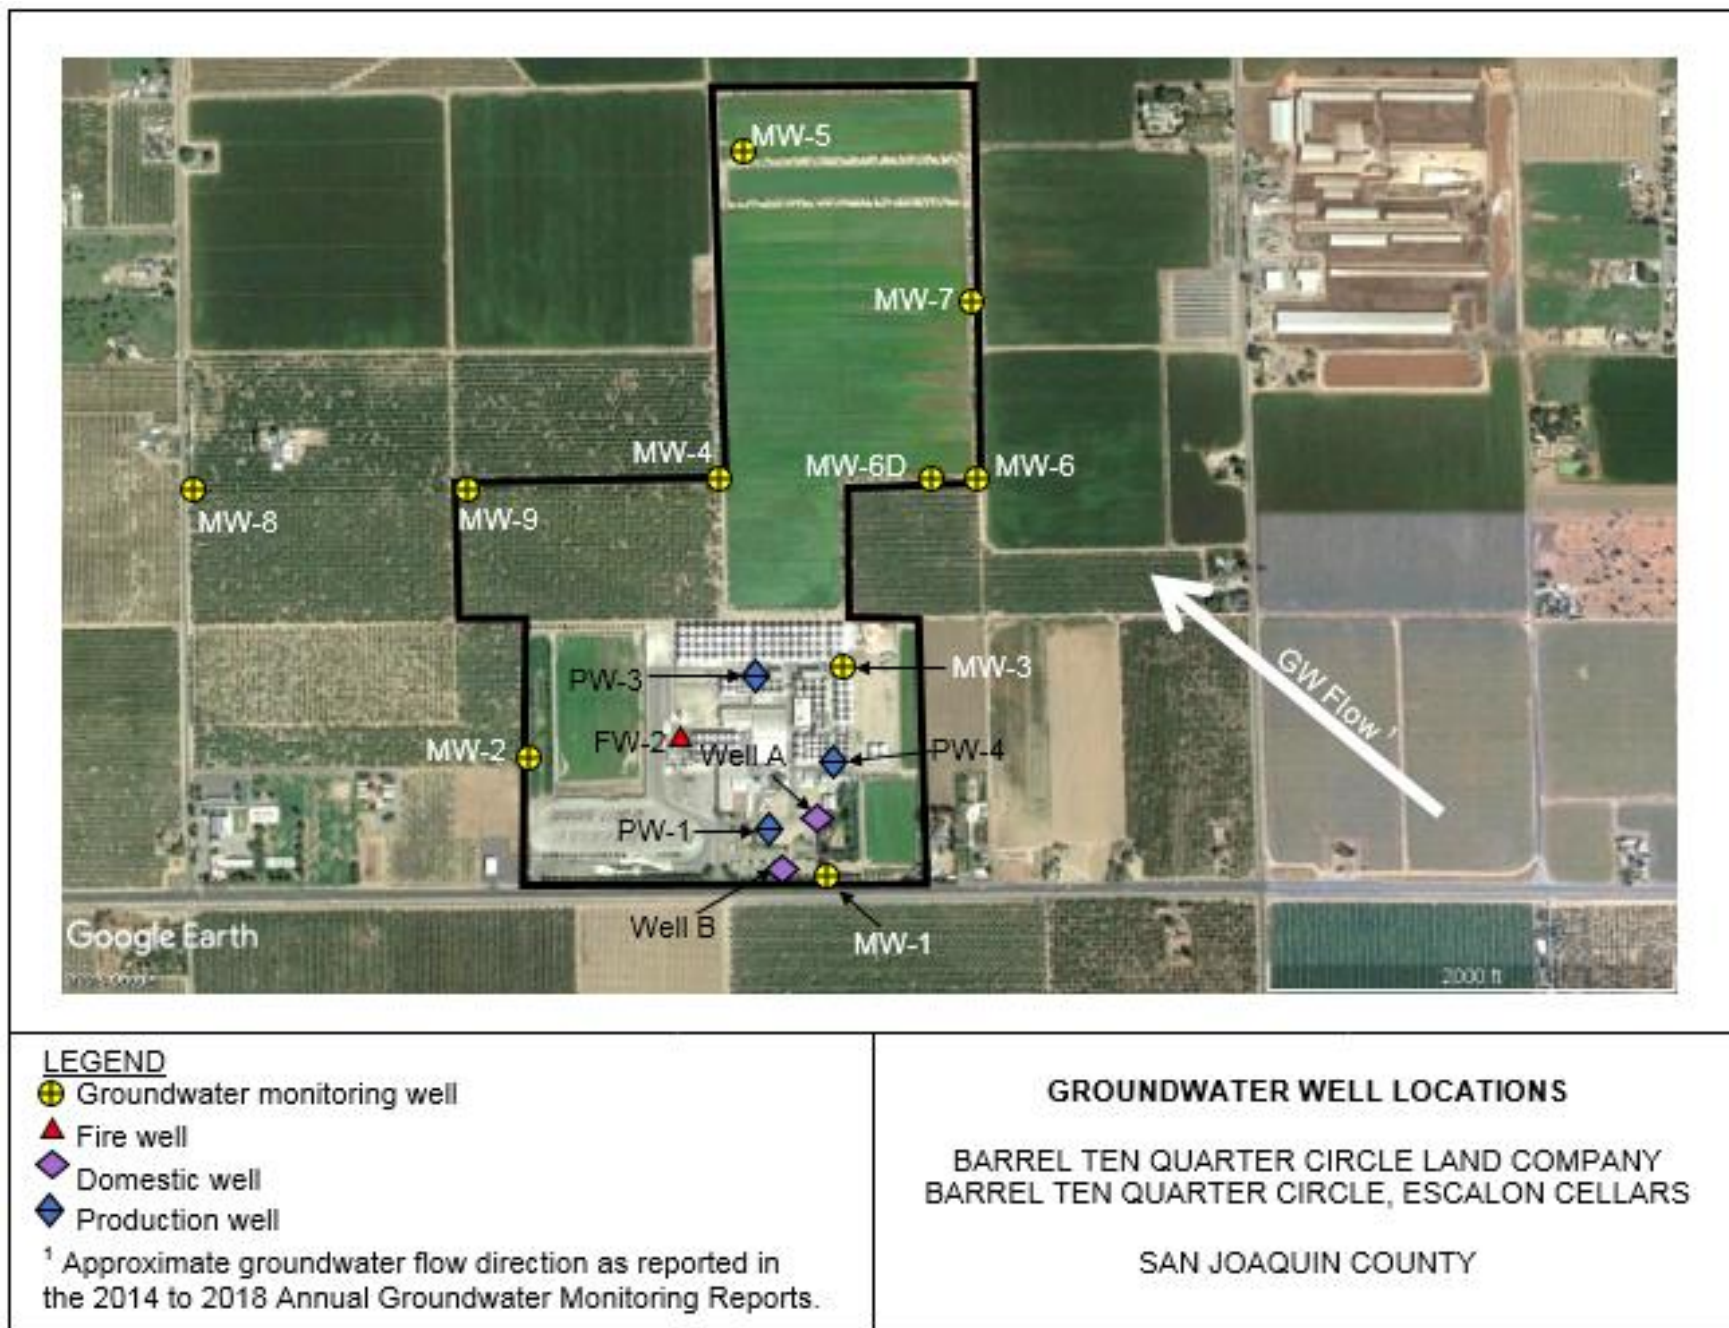 MW-5
MW-7
MW-4
MW-6D
MW-6
MW-8
MW-9
GW Flow 1
PW-3
MW-3
MW-2
FW-2
Well A
PW-4
PW-1
Well B
MW-1
Google Earth
2000 ft
LEGEND
Groundwater monitoring well
Fire well
Domestic well
Production well
1 Approximate groundwater flow direction as reported in
the 2014 to 2018 Annual Groundwater Monitoring Reports.
GROUNDWATER WELL LOCATIONS
BARREL TEN QUARTER CIRCLE LAND COMPANY
BARREL TEN QUARTER CIRCLE, ESCALON CELLARS
SAN JOAQUIN COUNTY